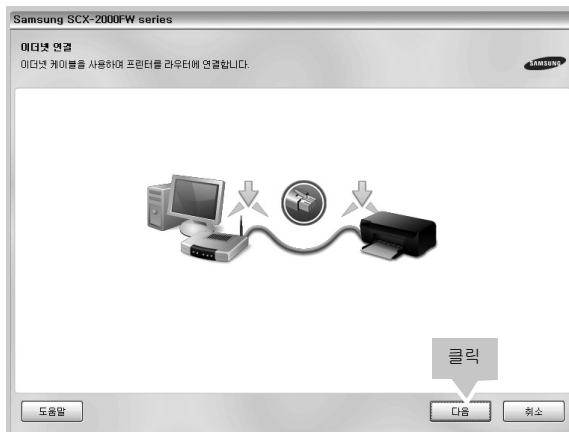 Samsung SCX-2000FW series
이더넷 연결
이더넷 케이블을 사용하여 프린터를 라우터에 연결합니다.
SAMSUNG
클릭
도움말
다음
취소